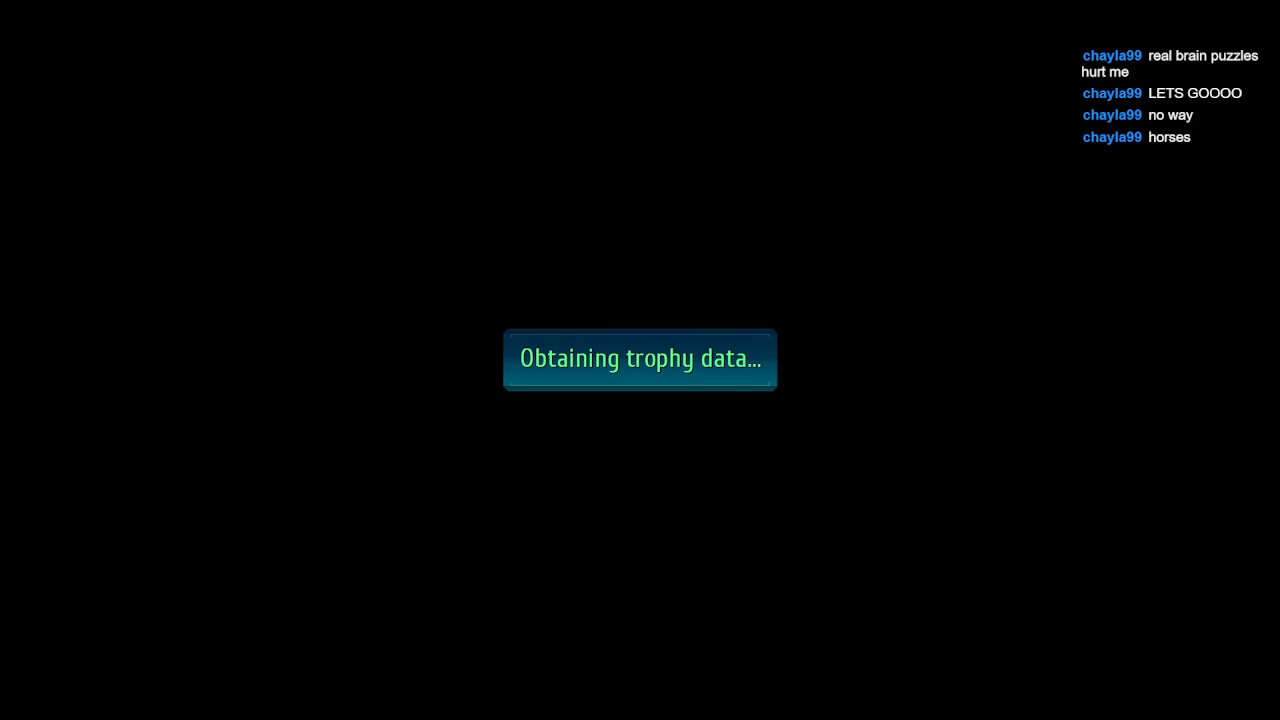 chayla99 real brain puzzles
hurt me
chayla99 LETS GOOOO
chayla99 no way
chayla99 horses
Obtaining trophy data...